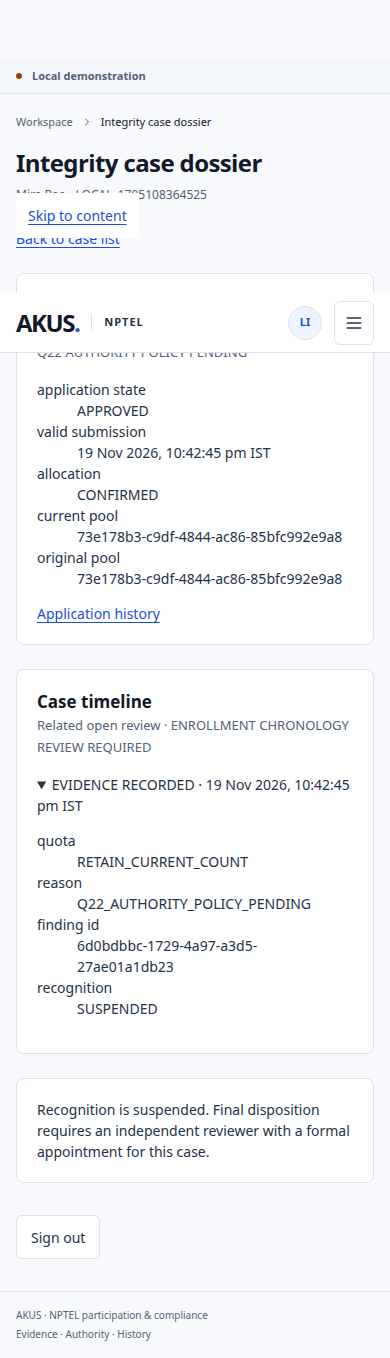 Local demonstration
Workspace
Integrity case dossier
Integrity case dossier
Skip to content
Back to case list
AKUS.
NPTEL
LI
Q22 AUTHORITY POLICY PENDING
application state
APPROVED
valid submission
19 Nov 2026, 10:42:45 pm IST
allocation
CONFIRMED
current pool
73e178b3-c9df-4844-ac86-85bfc992e9a8
original pool
73e178b3-c9df-4844-ac86-85bfc992e9a8
Application history
Case timeline
Related open review · ENROLLMENT CHRONOLOGY
REVIEW REQUIRED
EVIDENCE RECORDED · 19 Nov 2026, 10:42:45
pm IST
quota
RETAIN_CURRENT_COUNT
reason
Q22_AUTHORITY_POLICY_PENDING
finding id
6d0bdbbc-1729-4a97-a3d5-
27ae01a1db23
recognition
SUSPENDED
Recognition is suspended. Final disposition
requires an independent reviewer with a formal
appointment for this case.
Sign out
AKUS · NPTEL participation & compliance
Evidence · Authority · History